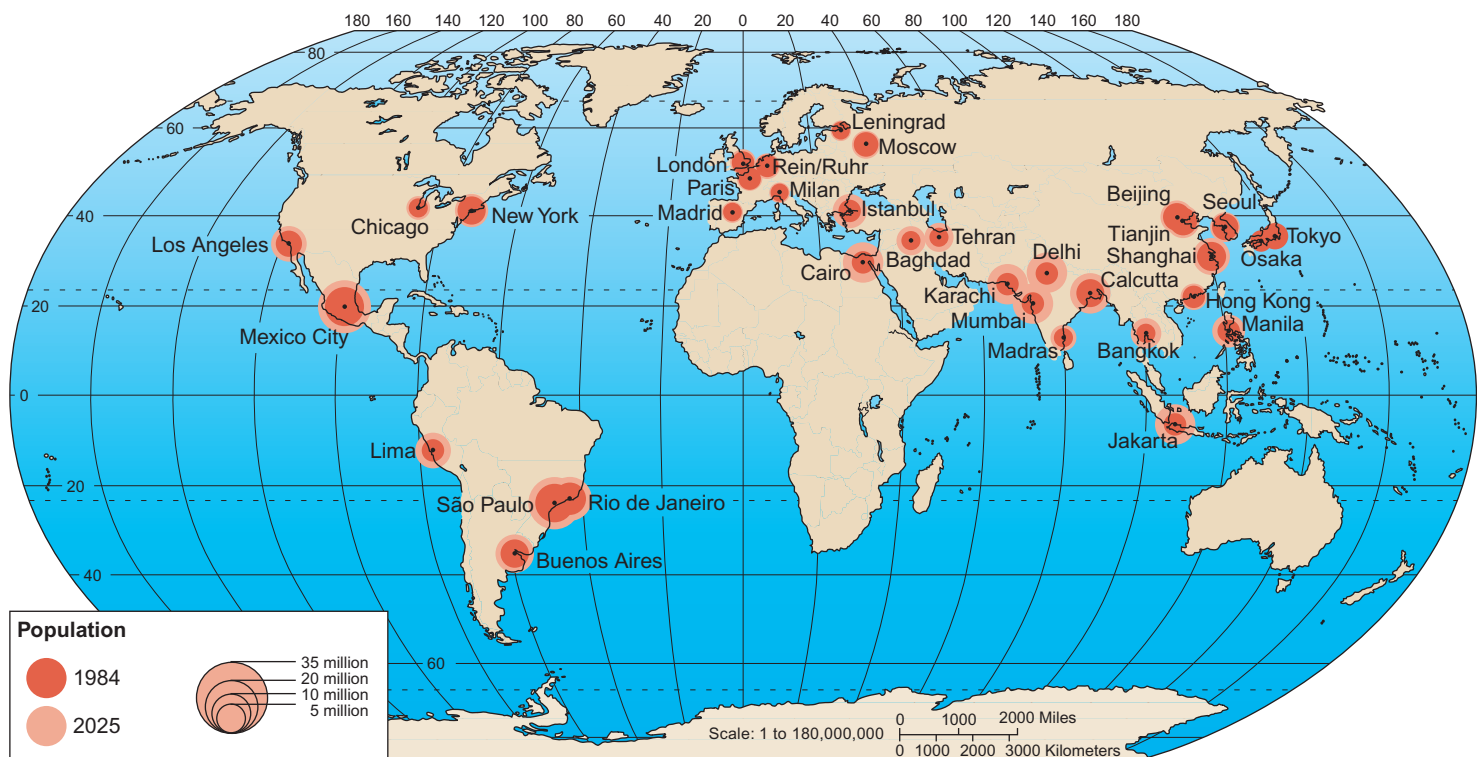 180 160 140 120 100 80 60 40 20 0 20 40 60 80 100 120 140 160 180
80
60
40
20
0
20
40
60
Leningrad
Moscow
London
Rein/Ruhr
Paris
Milan
Madrid
Istanbul
Chicago
New York
Los Angeles
Mexico City
Cairo
Baghdad
Tehran
Delhi
Karachi
Mumbai
Calcutta
Madras
Bangkok
Beijing
Seoul
Tianjin
Shanghai
Tokyo
Osaka
Hong Kong
Manila
Jakarta
Lima
São Paulo
Rio de Janeiro
Buenos Aires
Population
1984
2025
35 million
20 million
10 million
5 million
Scale: 1 to 180,000,000
0 1000 2000 Miles
0 1000 2000 3000 Kilometers